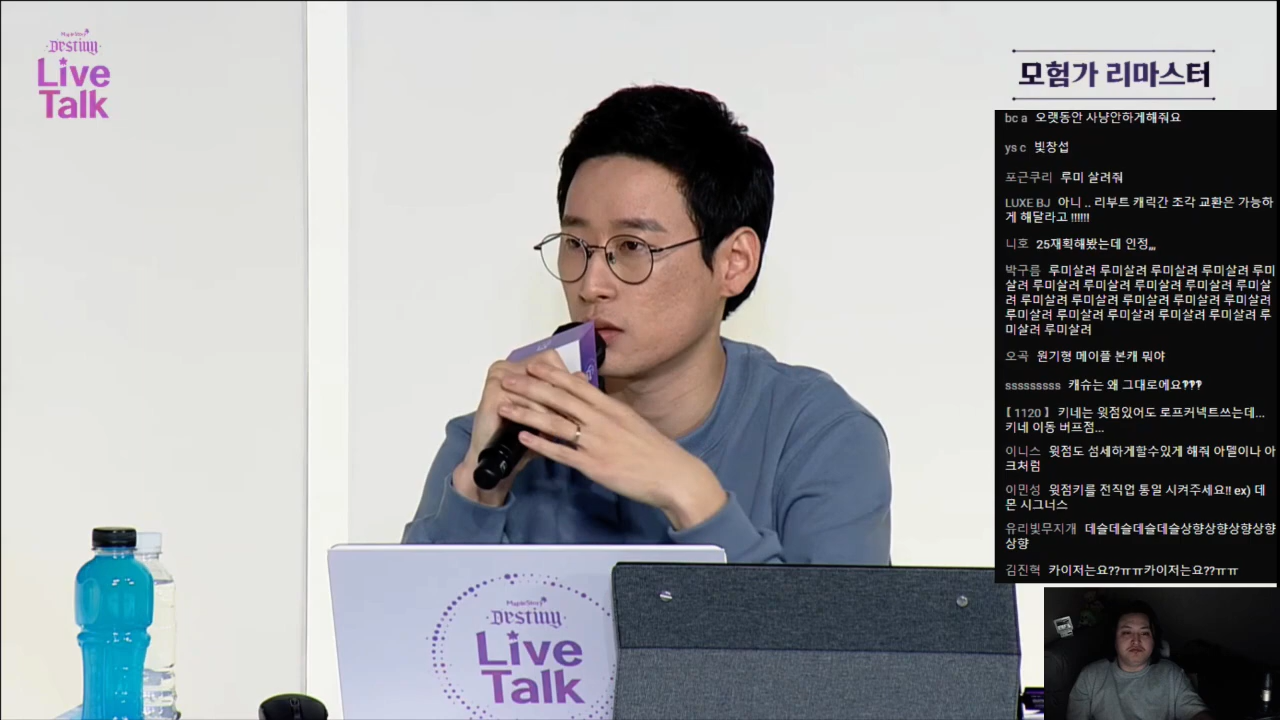 MapleStory
DESTINY
Live
Talk
모험가 리마스터
bc a 오랫동안 사냥안하게해줘요
ys c 빛창섭
포근쿠리 루미 살려줘
LUXE BJ 아니 .. 리부트 캐릭간 조각 교환은 가능하
게 해달라고 !!!!!!
니호 25재획해봤는데 인정,,,
박구름 루미살려 루미살려 루미살려 루미살려 루미
살려 루미살려 루미살려 루미살려 루미살려 루미살
려 루미살려 루미살려 루미살려 루미살려 루미살려
루미살려 루미살려 루미살려 루미살려 루미살려 루
미살려 루미살려
오곡 원기형 메이플 본캐 뭐야
sssssssss 캐슈는 왜 그대로에요???
[ 1120 ] 키네는 윗점있어도 로프커넥트쓰는데...
키네 이동 버프점...
이니스 윗점도 섬세하게할수있게 해줘 아델이나 아
크처럼
이민성 윗점키를 전직업 통일 시켜주세요!! ex) 데
몬 시그너스
유리빛무지개 데슬데슬데슬데슬상향상향상향상향
상향
김진혁 카이저는요??ㅠㅠ카이저는요??ㅠㅠ
MapleStory
DESTINY
Live
Talk